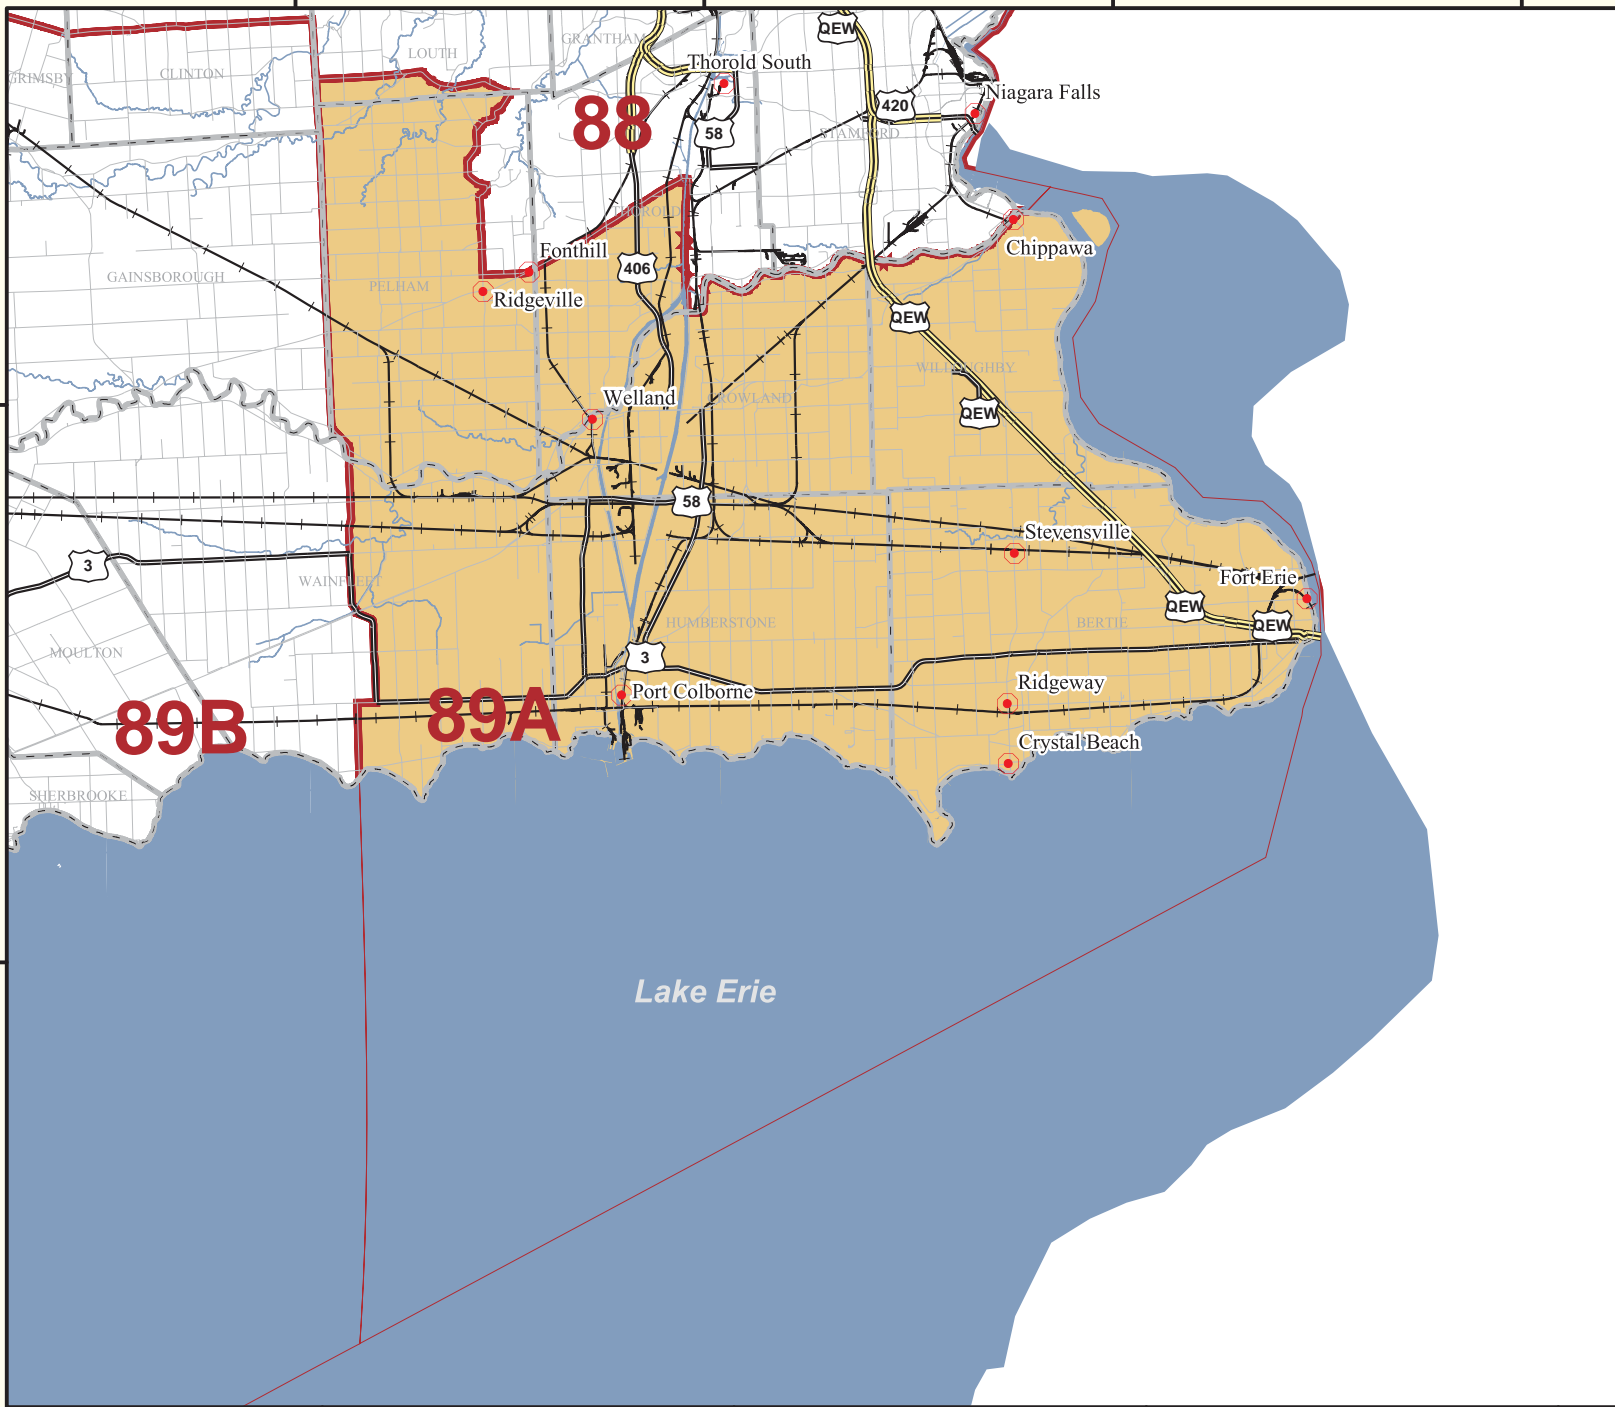 QEW
GRANTHAM
LOUTH
Thorold South
CLINTON
GRIMSBY
Niagara Falls
420
88
58
STAMFORD
THOROLD
Chippawa
Fonthill
406
GAINSBOROUGH
PELHAM
Ridgeville
QEW
WILLOUGHBY
Welland
CROWLAND
QEW
58
Stevensville
3
WAINFLEET
Fort Erie
QEW
QEW
HUMBERSTONE
BERTIE
MOULTON
3
Ridgeway
Port Colborne
89B
89A
Crystal Beach
SHERBROOKE
Lake Erie